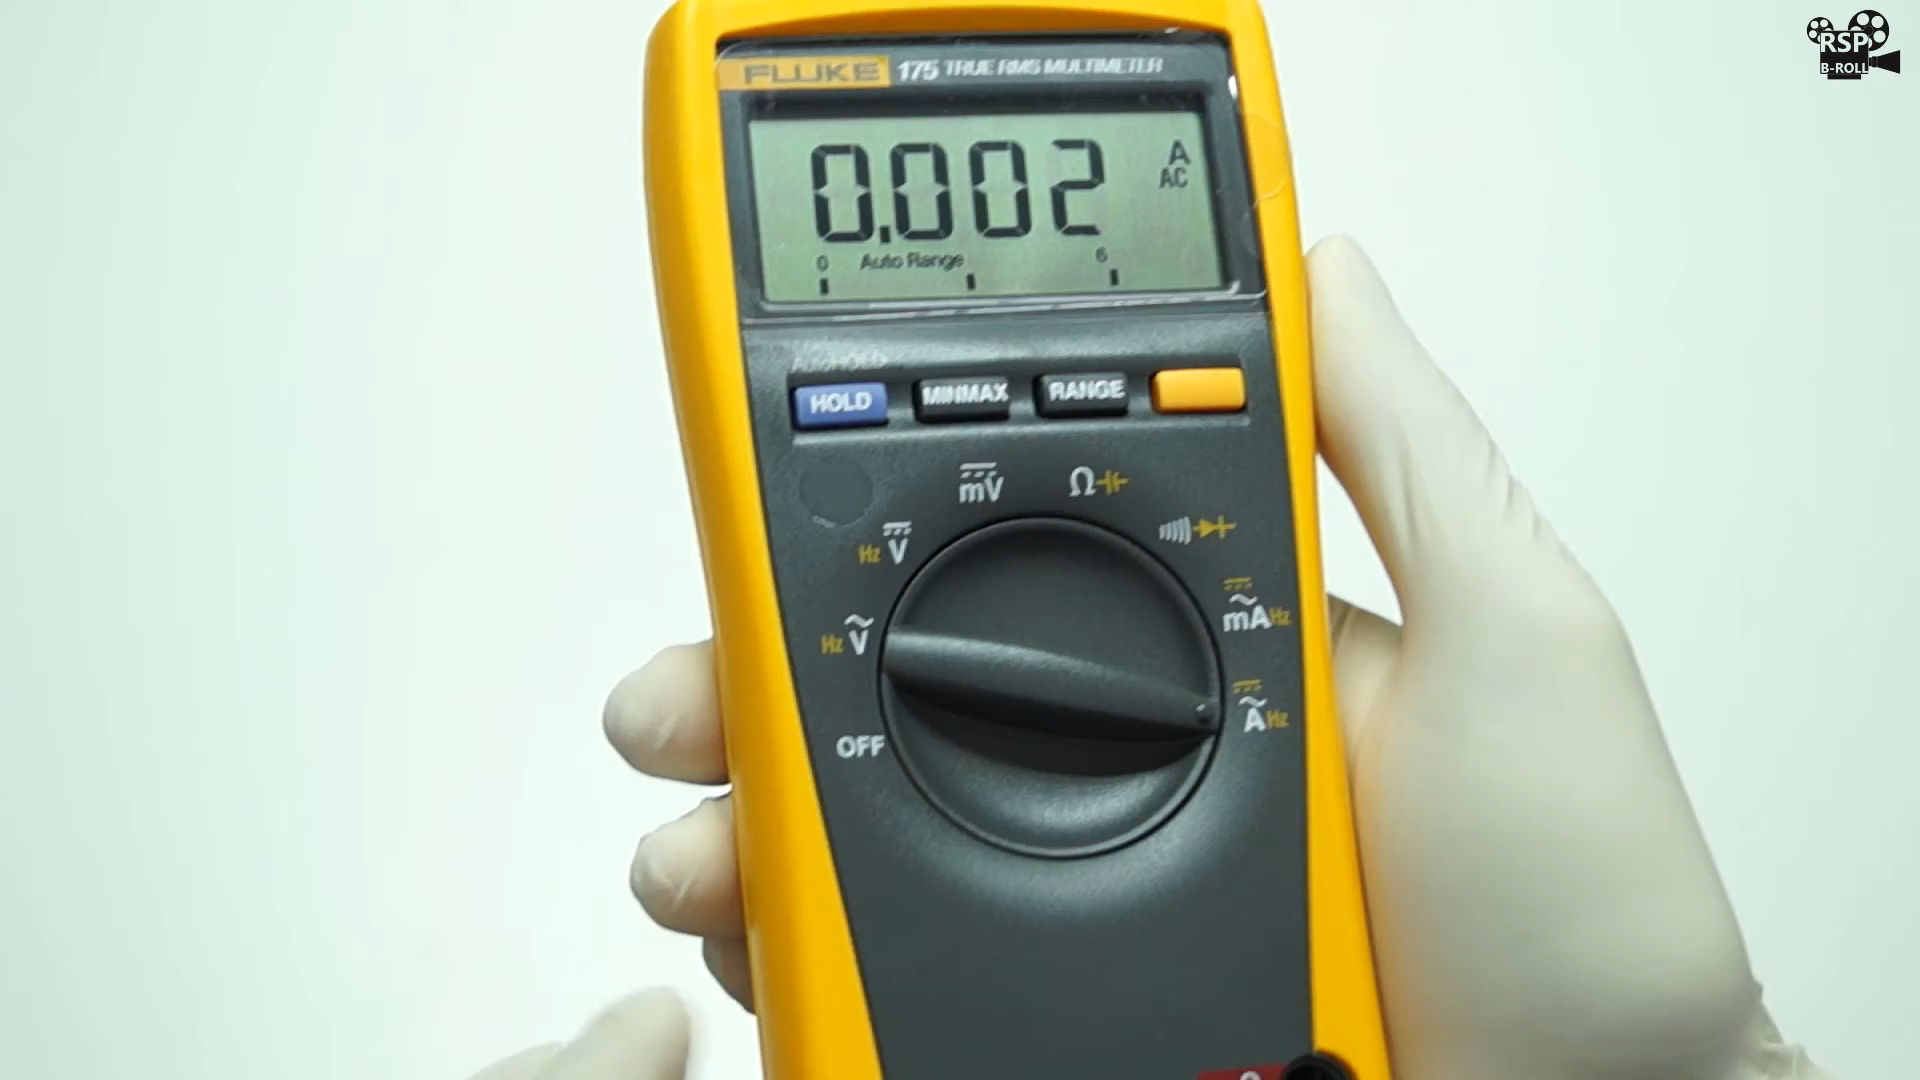 RSP
B-ROLL
FLUKE 175 TRUE RMS MULTIMETER
0.002 A
AC
0 Auto Range 6
AutoHOLD
HOLD MINMAX RANGE
mV Ω
Hz V
mA Hz
Hz V
A Hz
OFF